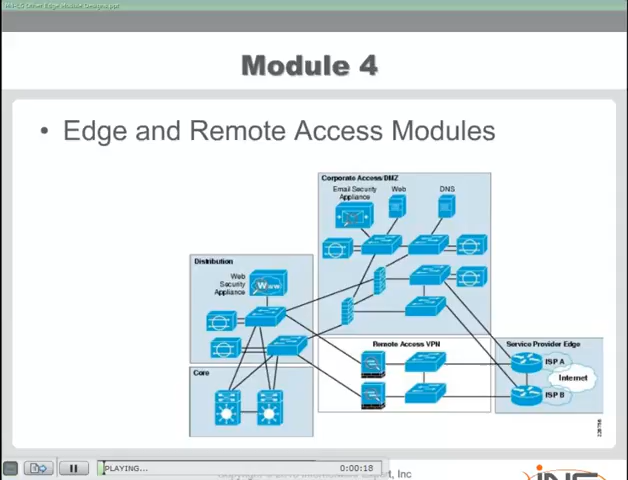 Module 4
• Edge and Remote Access Modules
Corporate Access/DMZ
Email Security
Appliance
Web
DNS
Distribution
Web
Security
Appliance
WWW
Remote Access VPN
Service Provider Edge
ISP A
Internet
ISP B
Core
PLAYING...
0:00:18